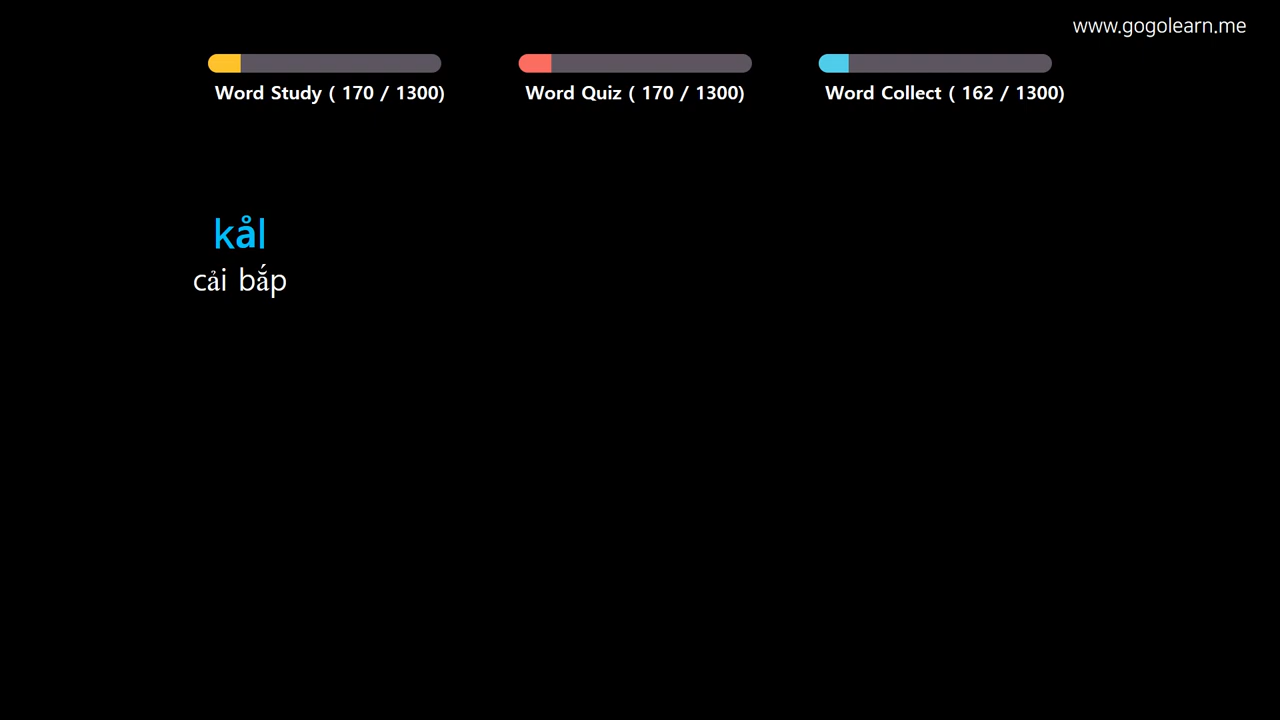 www.gogolearn.me
Word Study ( 170 / 1300)
Word Quiz ( 170 / 1300)
Word Collect ( 162 / 1300)
kål
cải bắp